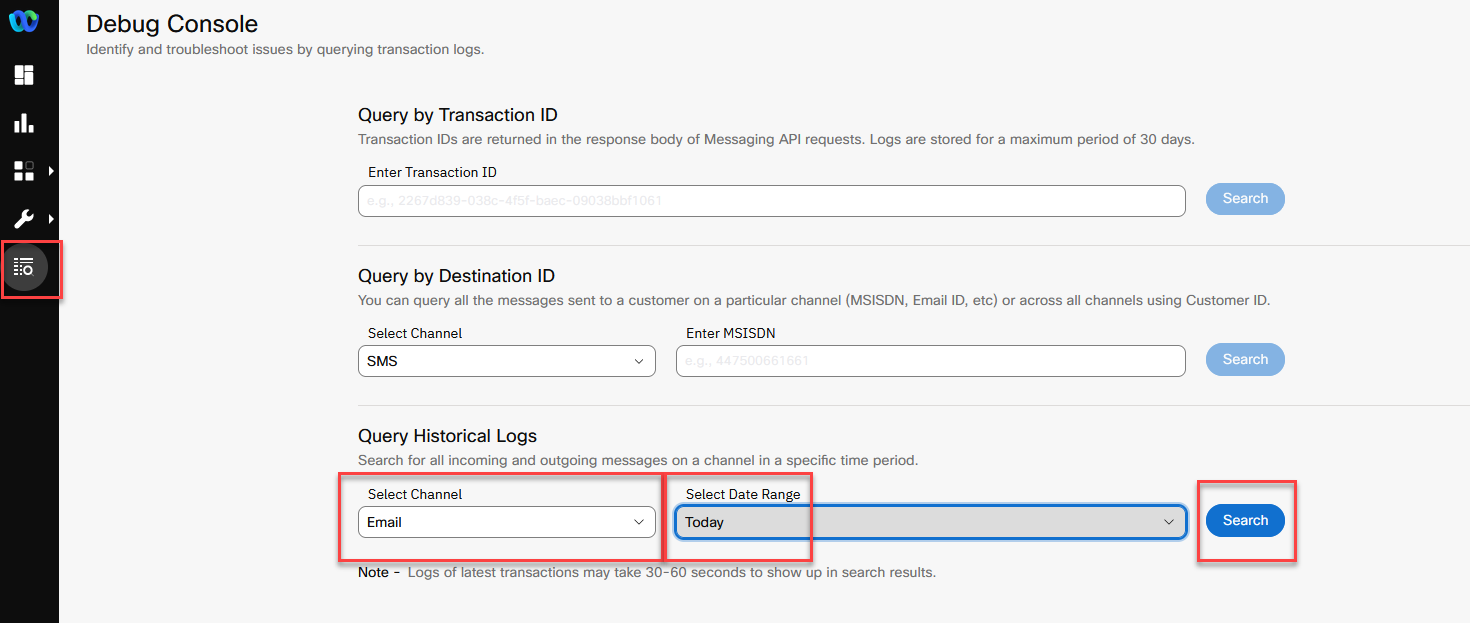 Debug Console
Identify and troubleshoot issues by querying transaction logs.
Query by Transaction ID
Transaction IDs are returned in the response body of Messaging API requests. Logs are stored for a maximum period of 30 days.
Enter Transaction ID
e.g., 2267d839-038c-4f5f-baec-09038bbf1061
Search
Query by Destination ID
You can query all the messages sent to a customer on a particular channel (MSISDN, Email ID, etc) or across all channels using Customer ID.
Select Channel
Enter MSISDN
SMS
e.g., 447500661661
Search
Query Historical Logs
Search for all incoming and outgoing messages on a channel in a specific time period.
Select Channel
Select Date Range
Email
Today
Search
Note - Logs of latest transactions may take 30-60 seconds to show up in search results.